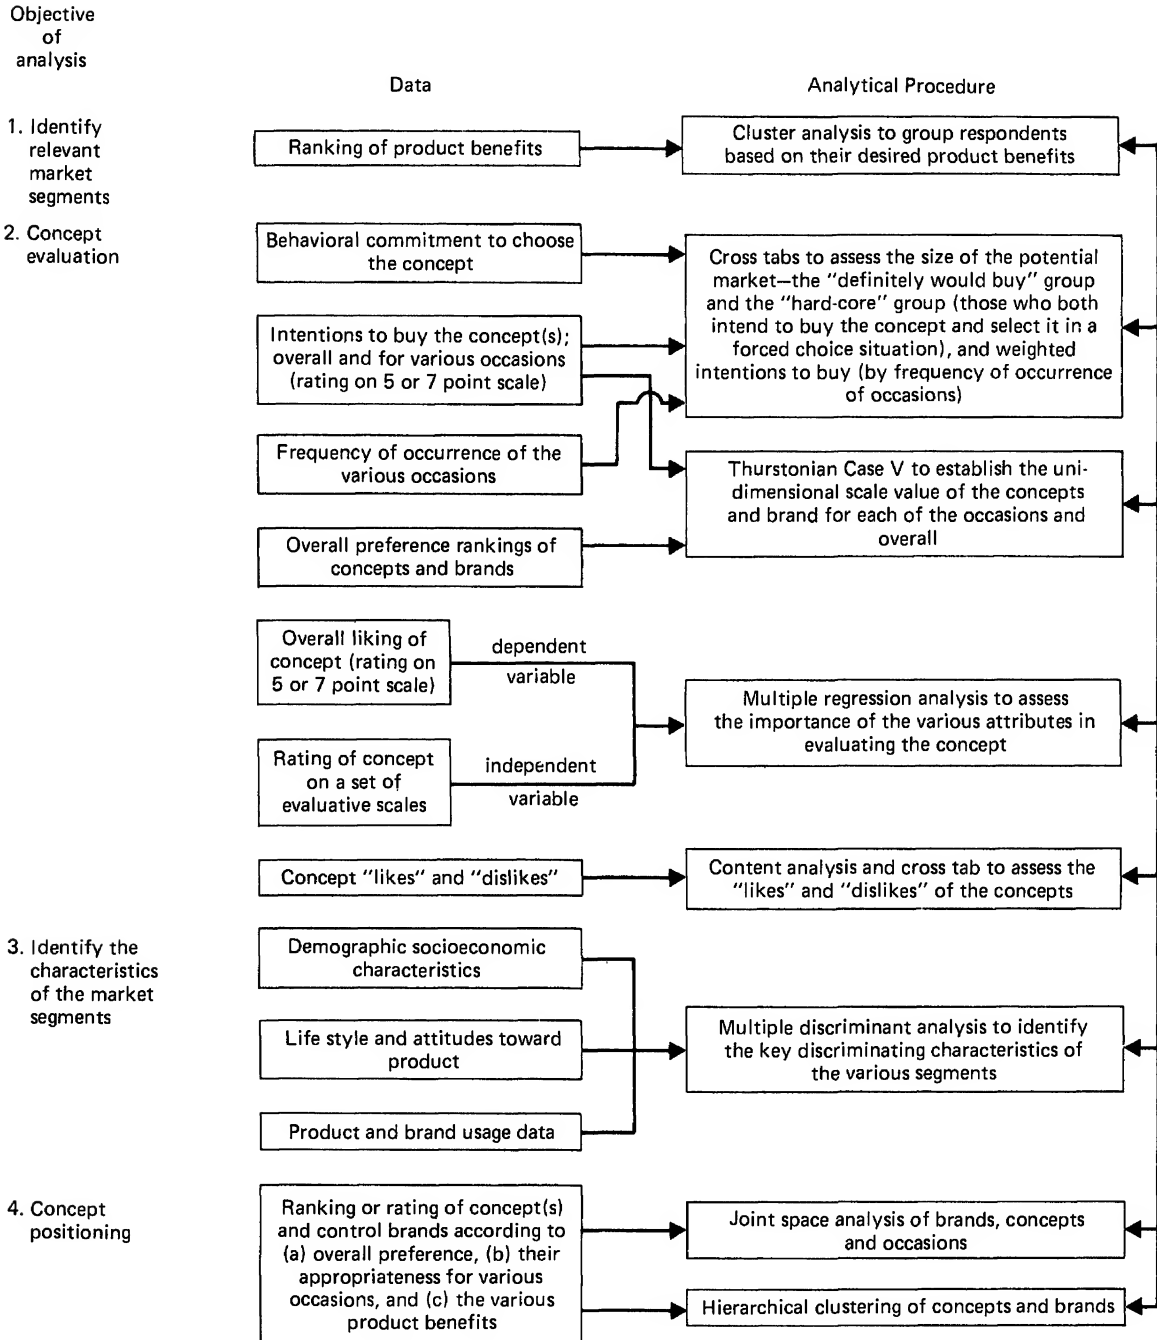 Objective
of
analysis
Data
Analytical Procedure
1. Identify
relevant
market
segments
Ranking of product benefits
Cluster analysis to group respondents
based on their desired product benefits
2. Concept
evaluation
Behavioral commitment to choose
the concept
Intentions to buy the concept(s);
overall and for various occasions
(rating on 5 or 7 point scale)
Frequency of occurrence of the
various occasions
Cross tabs to assess the size of the potential
market—the “definitely would buy” group
and the “hard-core” group (those who both
intend to buy the concept and select it in a
forced choice situation), and weighted
intentions to buy (by frequency of occurrence
of occasions)
Overall preference rankings of
concepts and brands
Thurstonian Case V to establish the uni-
dimensional scale value of the concepts
and brand for each of the occasions and
overall
Overall liking of
concept (rating on
5 or 7 point scale)
dependent
variable
Rating of concept
on a set of
evaluative scales
independent
variable
Multiple regression analysis to assess
the importance of the various attributes in
evaluating the concept
Concept “likes” and “dislikes”
Content analysis and cross tab to assess the
“likes” and “dislikes” of the concepts
3. Identify the
characteristics
of the market
segments
Demographic socioeconomic
characteristics
Life style and attitudes toward
product
Product and brand usage data
Multiple discriminant analysis to identify
the key discriminating characteristics of
the various segments
4. Concept
positioning
Ranking or rating of concept(s)
and control brands according to
(a) overall preference, (b) their
appropriateness for various
occasions, and (c) the various
product benefits
Joint space analysis of brands, concepts
and occasions
Hierarchical clustering of concepts and brands